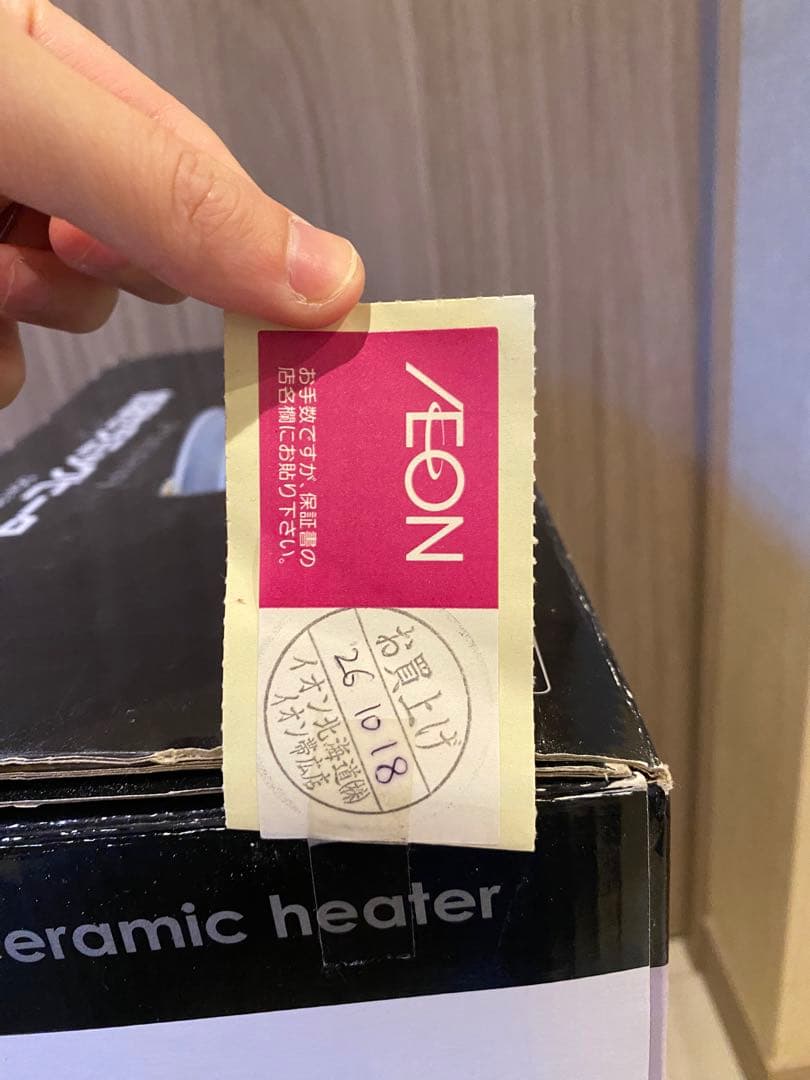 ÆON
お手数ですが、保証書の
店名欄にお貼り下さい。
お買上げ
'26 10 18
イオン北海道㈱
イオン帯広店
ceramic heater